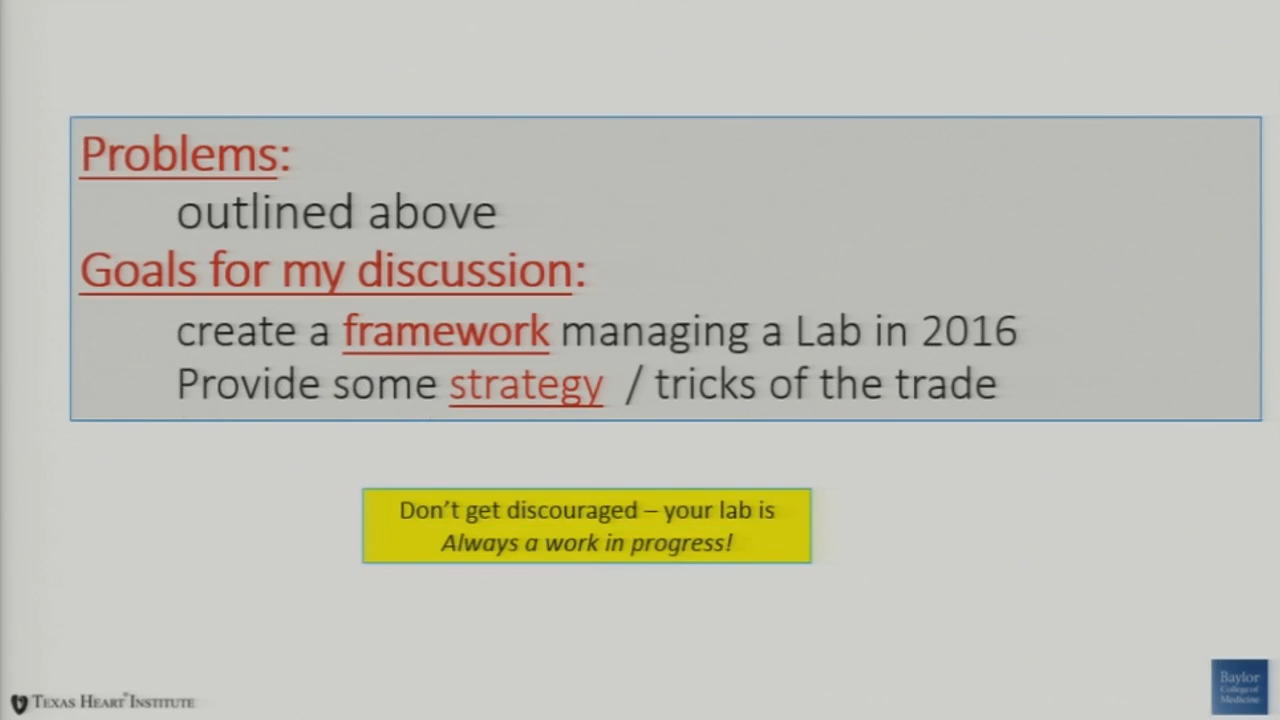 Problems:
outlined above
Goals for my discussion:
create a framework managing a Lab in 2016
Provide some strategy / tricks of the trade
Don't get discouraged – your lab is
Always a work in progress!
TEXAS HEART® INSTITUTE
Baylor
College of
Medicine